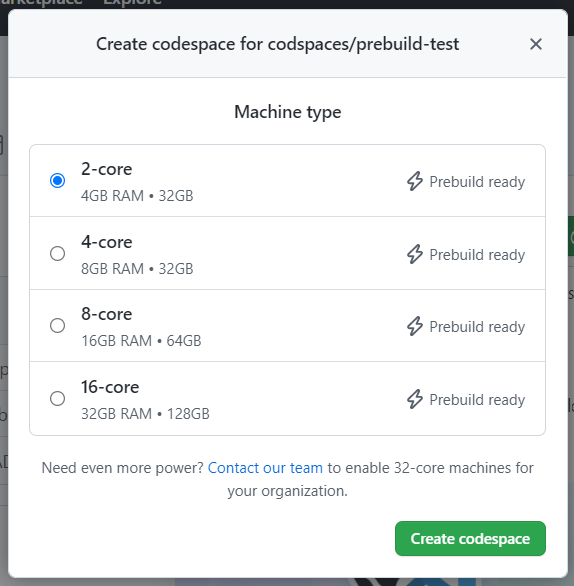 Explore
Create codespace for codspaces/prebuild-test
Machine type
2-core
4GB RAM • 32GB
Prebuild ready
4-core
8GB RAM • 32GB
Prebuild ready
8-core
16GB RAM • 64GB
Prebuild ready
16-core
32GB RAM • 128GB
Prebuild ready
Need even more power? Contact our team to enable 32-core machines for
your organization.
Create codespace